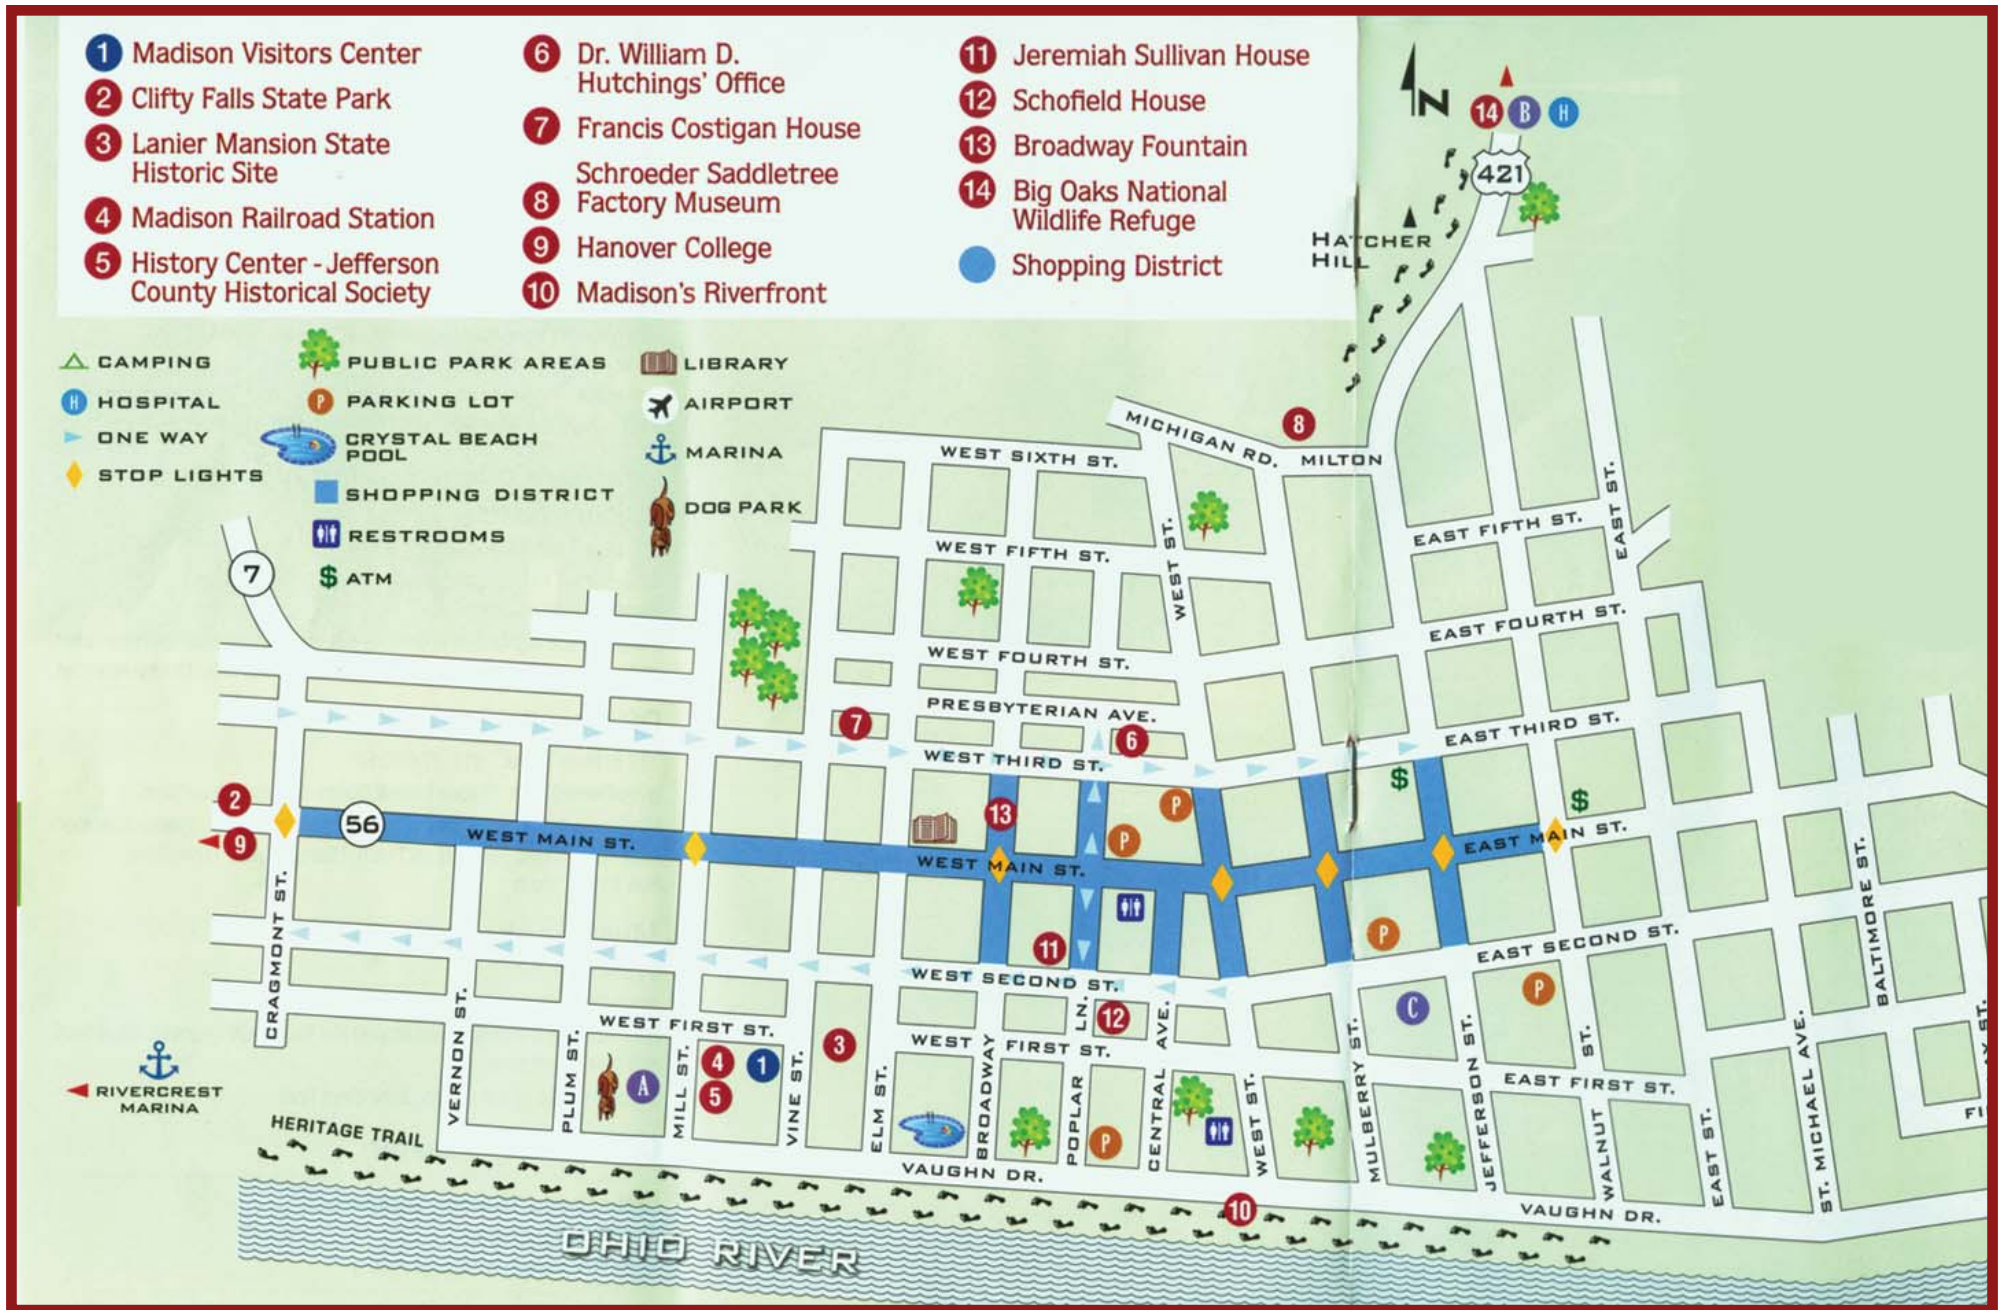 1 Madison Visitors Center
2 Clifty Falls State Park
3 Lanier Mansion State
Historic Site
4 Madison Railroad Station
5 History Center - Jefferson
County Historical Society
6 Dr. William D.
Hutchings' Office
7 Francis Costigan House
Schroeder Saddletree
8 Factory Museum
9 Hanover College
10 Madison's Riverfront
11 Jeremiah Sullivan House
12 Schofield House
13 Broadway Fountain
14 Big Oaks National
Wildlife Refuge
Shopping District
N
14 B H
421
HATCHER
HILL
CAMPING
H HOSPITAL
ONE WAY
STOP LIGHTS
PUBLIC PARK AREAS
P PARKING LOT
CRYSTAL BEACH
POOL
SHOPPING DISTRICT
RESTROOMS
$ ATM
LIBRARY
AIRPORT
MARINA
DOG PARK
8
MICHIGAN RD.
MILTON
WEST SIXTH ST.
WEST ST.
EAST ST.
EAST FIFTH ST.
WEST FIFTH ST.
7
EAST FOURTH ST.
WEST FOURTH ST.
PRESBYTERIAN AVE.
7
6
EAST THIRD ST.
WEST THIRD ST.
$
$
2
13
P
P
9
56
WEST MAIN ST.
WEST MAIN ST.
EAST MAIN ST.
CRAGMONT ST.
BALTIMORE ST.
11
P
EAST SECOND ST.
WEST SECOND ST.
P
C
12
WEST FIRST ST.
WEST FIRST ST.
3
4
1
5
A
EAST FIRST ST.
RIVERCREST
MARINA
VERNON ST.
PLUM ST.
MILL ST.
VINE ST.
ELM ST.
BROADWAY
POPLAR LN.
CENTRAL AVE.
WEST ST.
MULBERRY ST.
JEFFERSON ST.
WALNUT ST.
EAST ST.
ST. MICHAEL AVE.
P
HERITAGE TRAIL
VAUGHN DR.
10
VAUGHN DR.
OHIO RIVER